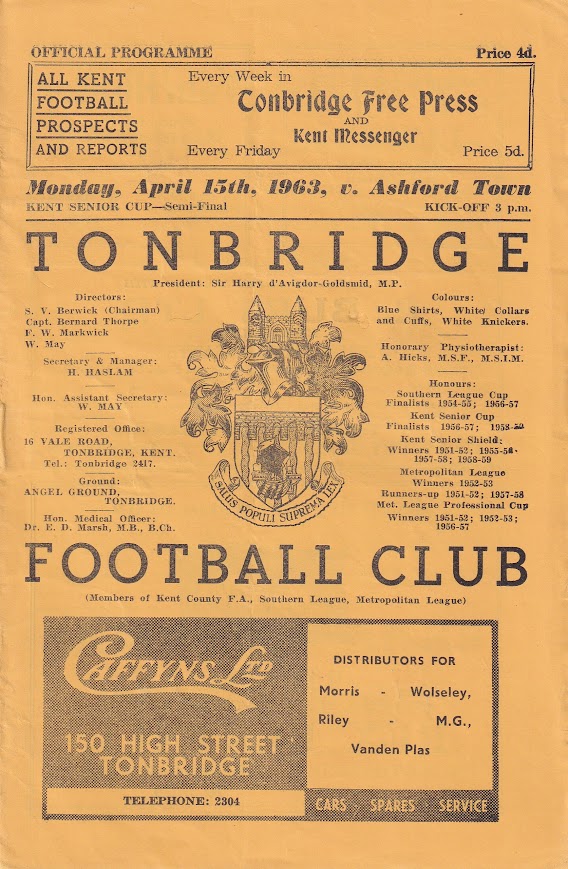 OFFICIAL PROGRAMME Price 4d.
ALL KENT
FOOTBALL
PROSPECTS
AND REPORTS
Every Week in
Tonbridge Free Press
AND
Kent Messenger
Every Friday Price 5d.
Monday, April 15th, 1963, v. Ashford Town
KENT SENIOR CUP—Semi-Final KICK-OFF 3 p.m.
TONBRIDGE
President: Sir Harry d'Avigdor-Goldsmid, M.P.
Directors:
S. V. Berwick (Chairman)
Capt. Bernard Thorpe
F. W. Markwick
W. May
Secretary & Manager:
H. HASLAM
Hon. Assistant Secretary:
W. MAY
Registered Office:
16 VALE ROAD,
TONBRIDGE, KENT.
Tel.: Tonbridge 2417.
Ground:
ANGEL GROUND,
TONBRIDGE.
Hon. Medical Officer:
Dr. E. D. Marsh, M.B., B.Ch.
SALUS POPULI SUPREMA LEX
Colours:
Blue Shirts, White Collars
and Cuffs, White Knickers.
Honorary Physiotherapist:
A. Hicks, M.S.F., M.S.I.M.
Honours:
Southern League Cup
Finalists 1954-55; 1956-57
Kent Senior Cup
Finalists 1956-57;
Kent Senior Shield:
Winners 1951-52; 1955-56
1957-58; 1958-59
Metropolitan League
Winners 1952-53
Runners-up 1951-52; 1957-58
Met. League Professional Cup
Winners 1951-52; 1952-53;
1956-57
FOOTBALL CLUB
(Members of Kent County F.A., Southern League, Metropolitan League)
CAFFYNS LTD
150 HIGH STREET
TONBRIDGE
TELEPHONE: 2304
DISTRIBUTORS FOR
Morris - Wolseley,
Riley - M.G.,
Vanden Plas
CARS - SPARES - SERVICE